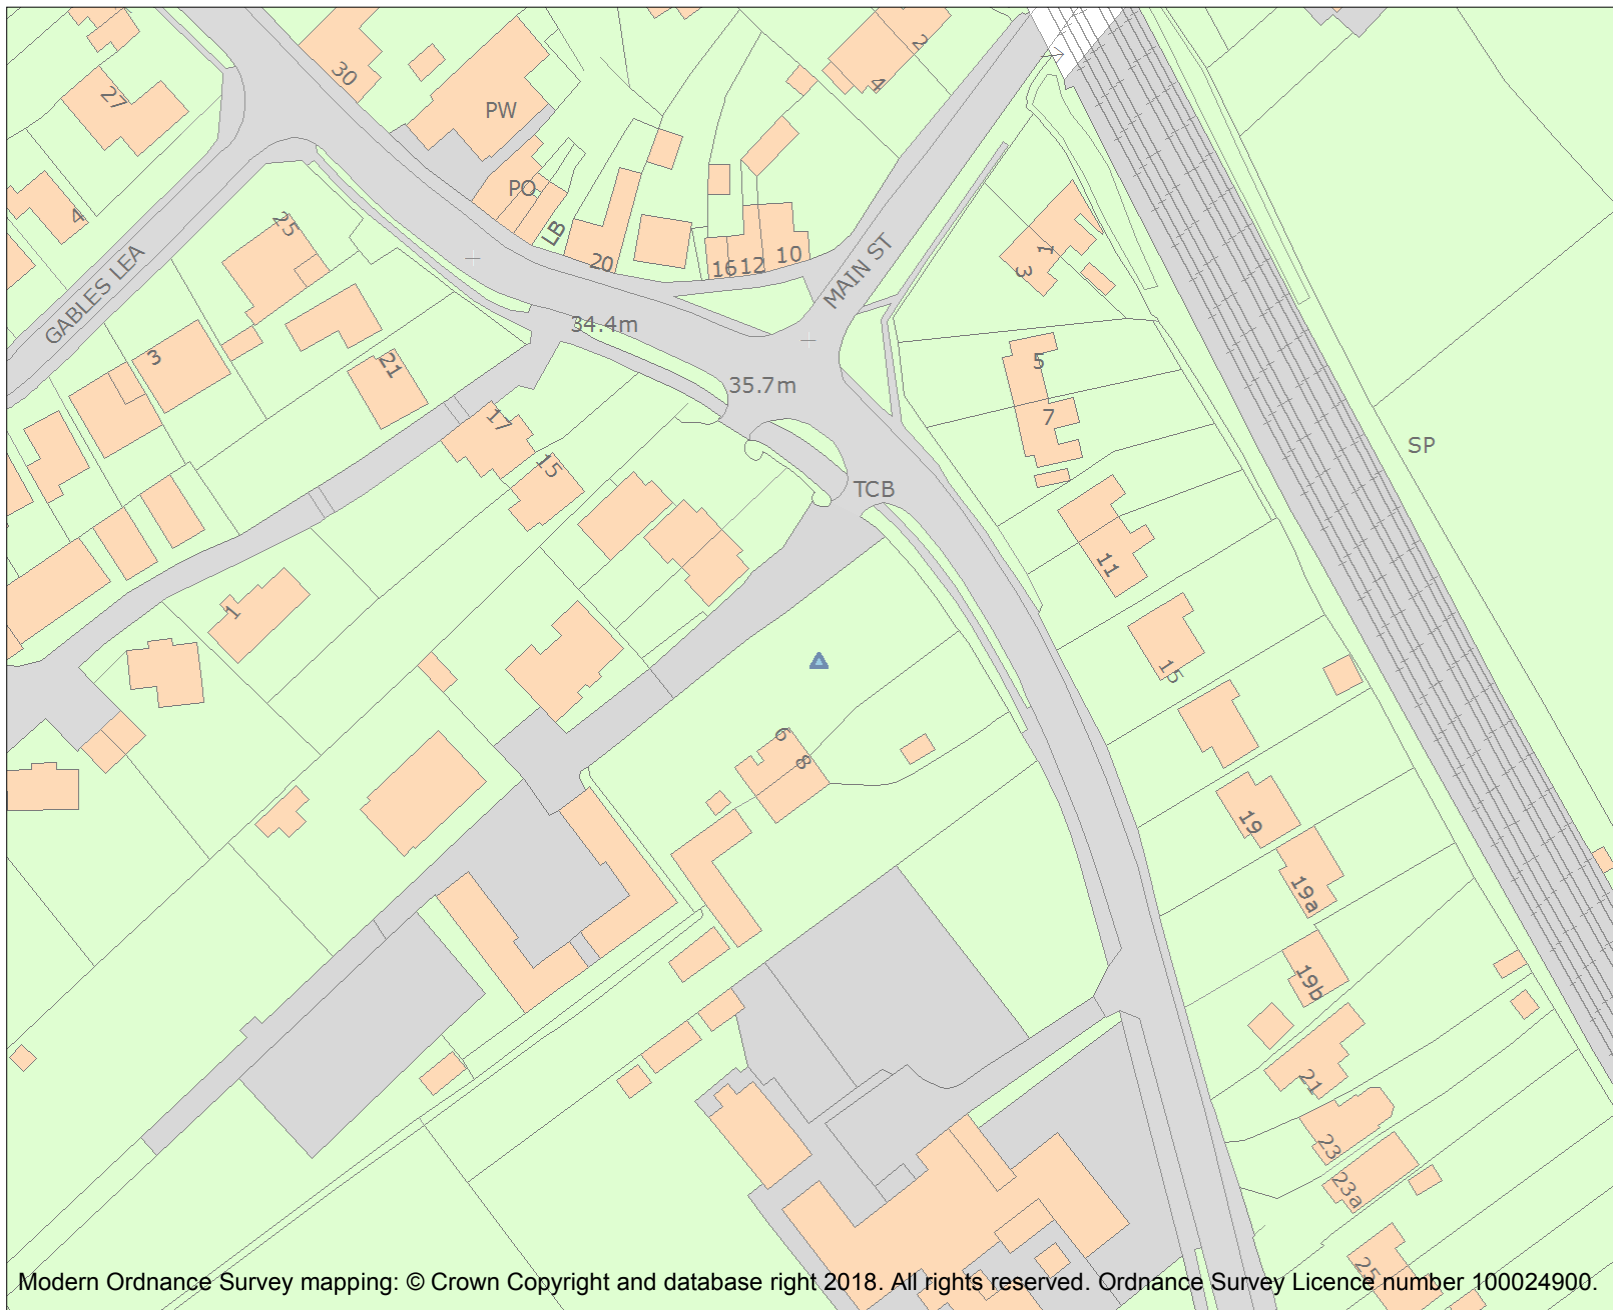 2
30
4
27
PW
PO
4
25
LB
20
16 12 10
MAIN ST
1
3
GABLES LEA
34.4m
3
21
5
35.7m
7
17
SP
15
TCB
11
1
15
6
8
19
19a
19b
21
23
23a
25
Modern Ordnance Survey mapping: © Crown Copyright and database right 2018. All rights reserved. Ordnance Survey Licence number 100024900.